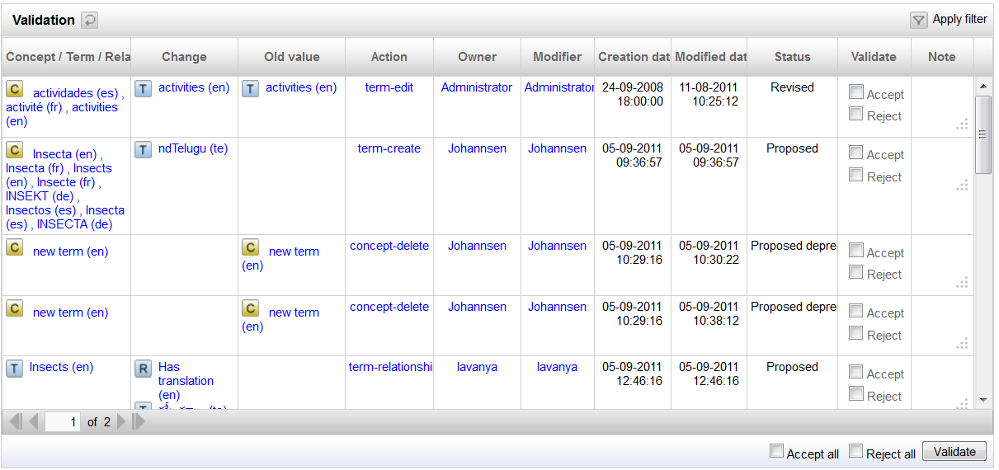 Validation
Apply filter
Concept / Term / Rela
Change
Old value
Action
Owner
Modifier
Creation dat
Modified dat
Status
Validate
Note
C actividades (es) ,
activité (fr) , activities
(en)
T activities (en)
T activities (en)
term-edit
Administrator
Administrator
24-09-2008
18:00:00
11-08-2011
10:25:12
Revised
Accept
Reject
C Insecta (en) ,
Insecta (fr) , Insects
(en) , Insecte (fr) ,
INSEKT (de) ,
Insectos (es) , Insecta
(es) , INSECTA (de)
T ndTelugu (te)
term-create
Johannsen
Johannsen
05-09-2011
09:36:57
05-09-2011
09:36:57
Proposed
Accept
Reject
C new term (en)
C new term
(en)
concept-delete
Johannsen
Johannsen
05-09-2011
10:29:16
05-09-2011
10:30:22
Proposed depre
Accept
Reject
C new term (en)
C new term
(en)
concept-delete
Johannsen
Johannsen
05-09-2011
10:29:16
05-09-2011
10:38:12
Proposed depre
Accept
Reject
T Insects (en)
R Has
translation
(en)
T (te)
term-relationshi
lavanya
lavanya
05-09-2011
12:46:16
05-09-2011
12:46:16
Proposed
Accept
Reject
1 of 2
Accept all
Reject all
Validate